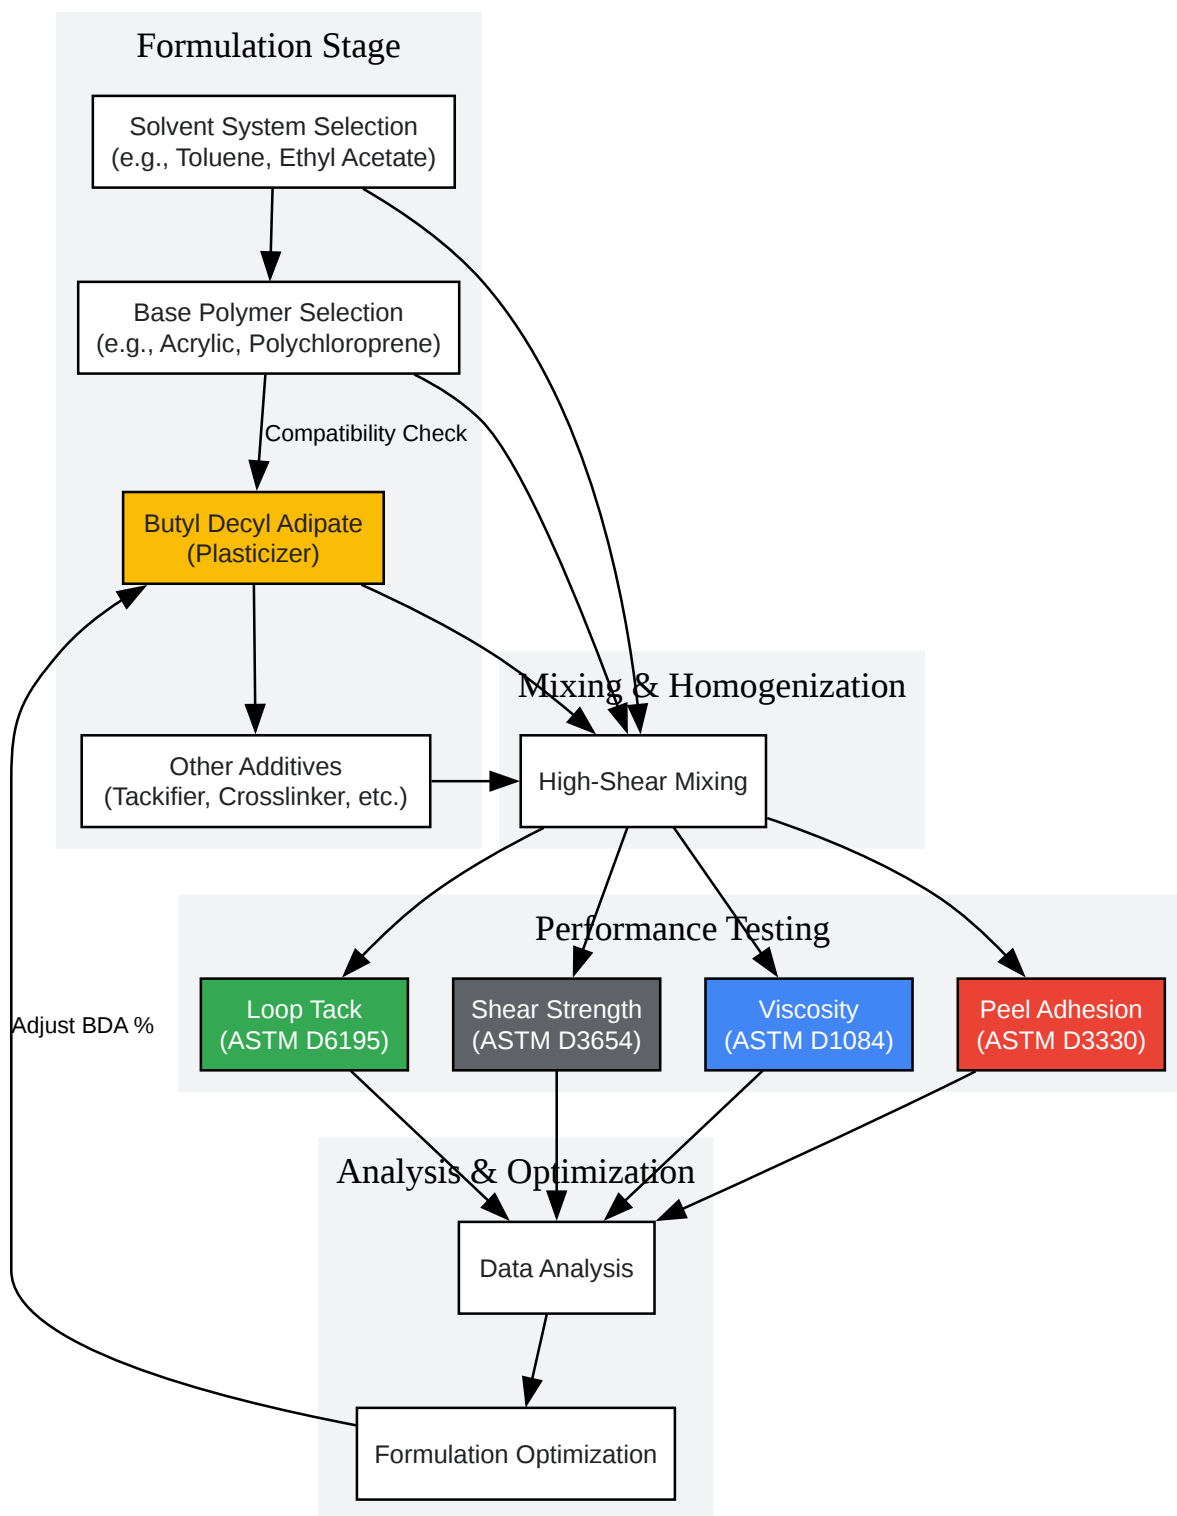 Formulation Stage
Solvent System Selection
(e.g., Toluene, Ethyl Acetate)
Base Polymer Selection
(e.g., Acrylic, Polychloroprene)
Compatibility Check
Butyl Decyl Adipate
(Plasticizer)
Mixing & Homogenization
Other Additives
(Tackifier, Crosslinker, etc.)
High-Shear Mixing
Performance Testing
Loop Tack
(ASTM D6195)
Shear Strength
(ASTM D3654)
Viscosity
(ASTM D1084)
Peel Adhesion
(ASTM D3330)
Adjust BDA %
Analysis & Optimization
Data Analysis
Formulation Optimization